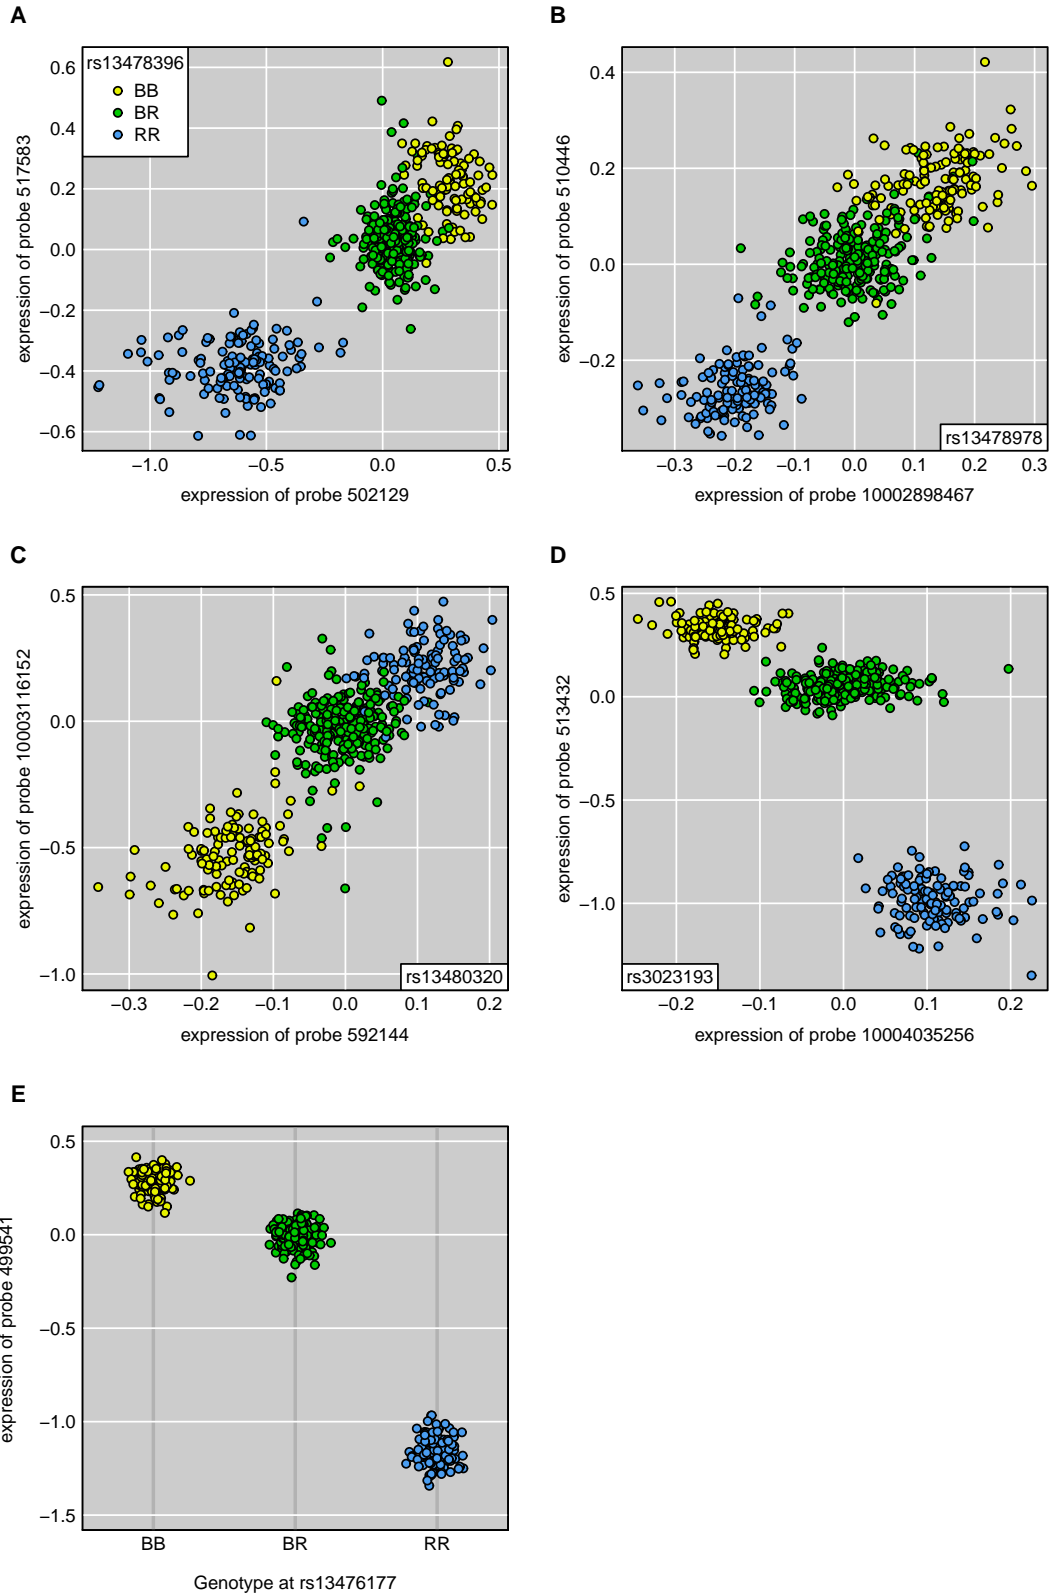 A
rs13478396
BB
BR
RR
0.6
0.4
0.2
0.0
−0.2
−0.4
−0.6
−1.0
−0.5
0.0
0.5
expression of probe 517583
expression of probe 502129
B
0.4
0.2
0.0
−0.2
−0.3
−0.2
−0.1
0.0
0.1
0.2
0.3
rs13478978
expression of probe 510446
expression of probe 10002898467
C
0.5
0.0
−0.5
−1.0
−0.3
−0.2
−0.1
0.0
0.1
0.2
rs13480320
expression of probe 10003116152
expression of probe 592144
D
0.5
0.0
−0.5
−1.0
−0.2
−0.1
0.0
0.1
0.2
rs3023193
expression of probe 513432
expression of probe 10004035256
E
0.5
0.0
−0.5
−1.0
−1.5
BB
BR
RR
expression of probe 499541
Genotype at rs13476177